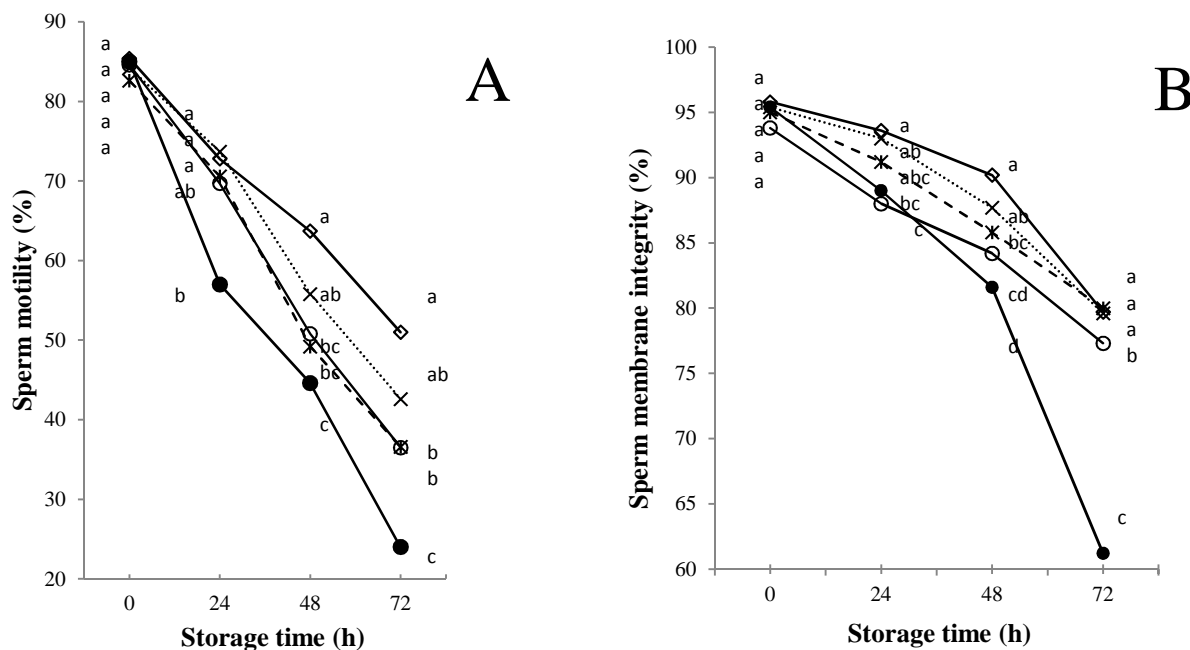 A
Sperm motility (%)
90
80
70
60
50
40
30
20
a
a
a
a
a
a
a
a
ab
b
a
ab
bc
bc
c
a
ab
b
b
c
0 24 48 72
Storage time (h)
B
Sperm membrane integrity (%)
100
95
90
85
80
75
70
65
60
a
a
a
a
a
a
ab
abc
bc
c
a
ab
bc
cd
d
a
a
a
b
c
0 24 48 72
Storage time (h)